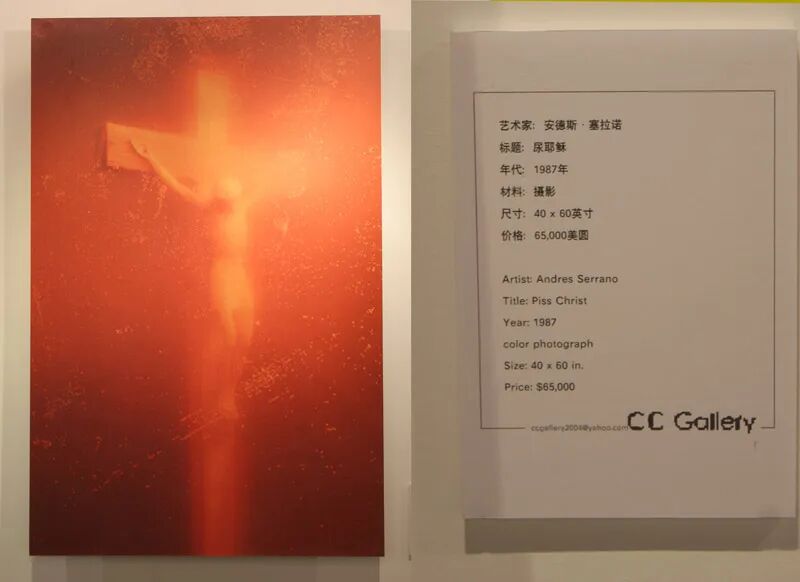 艺术家: 安德斯·塞拉诺
标题: 尿耶稣
年代: 1987年
材料: 摄影
尺寸: 40 x 60英寸
价格: 65,000美圆
Artist: Andres Serrano
Title: Piss Christ
Year: 1987
color photograph
Size: 40 x 60 in.
Price: $65,000
ccgallery2004@yahoo.com CC Gallery